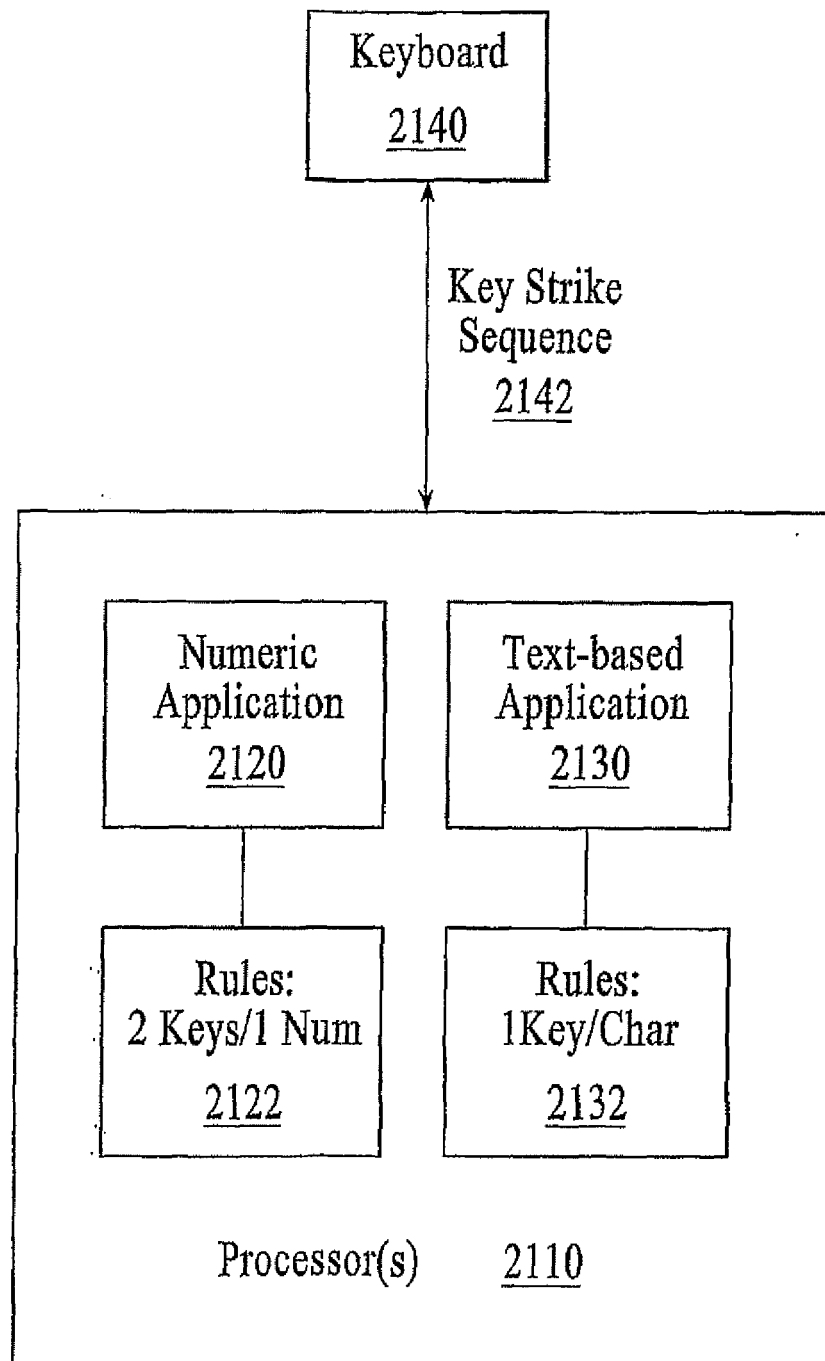 Keyboard
2140
Key Strike
Sequence
2142
Numeric
Application
2120
Text-based
Application
2130
Rules:
2 Keys/1 Num
2122
Rules:
1Key/Char
2132
Processor(s) 2110